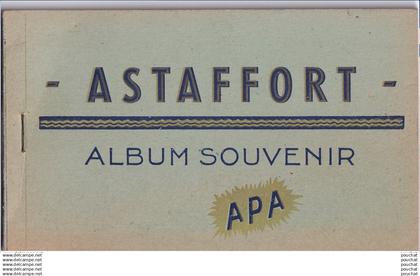 - ASTAFFORT -
ALBUM SOUVENIR
APA